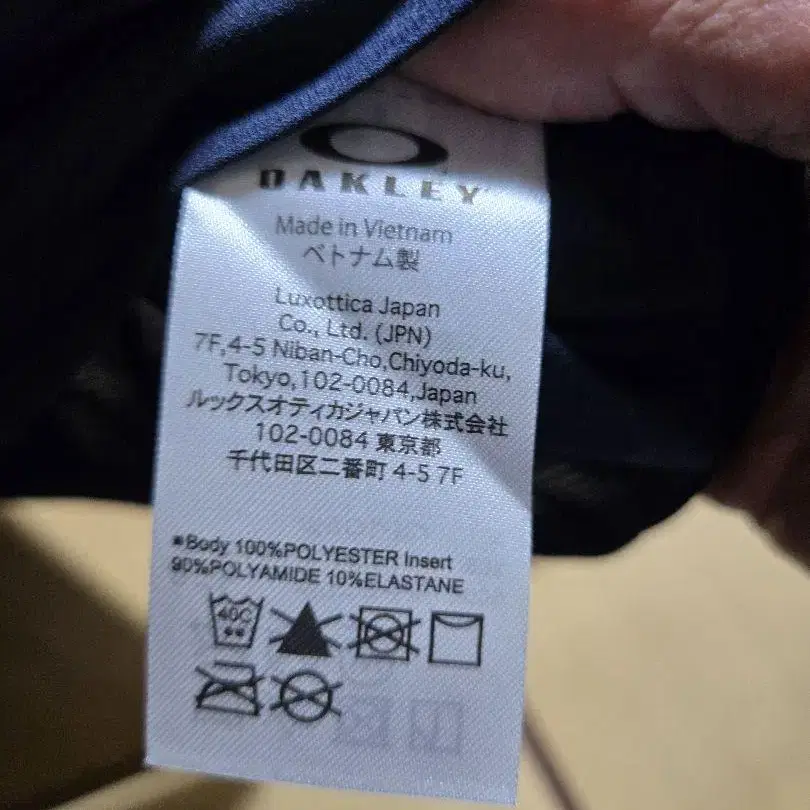 OAKLEY
Made in Vietnam
ベトナム製
Luxottica Japan
Co., Ltd. (JPN)
7F,4-5 Niban-Cho,Chiyoda-ku,
Tokyo,102-0084,Japan
ルックスオティカジャパン株式会社
102-0084 東京都
千代田区二番町 4-5 7F
*Body 100%POLYESTER Insert
90%POLYAMIDE 10%ELASTANE
40C